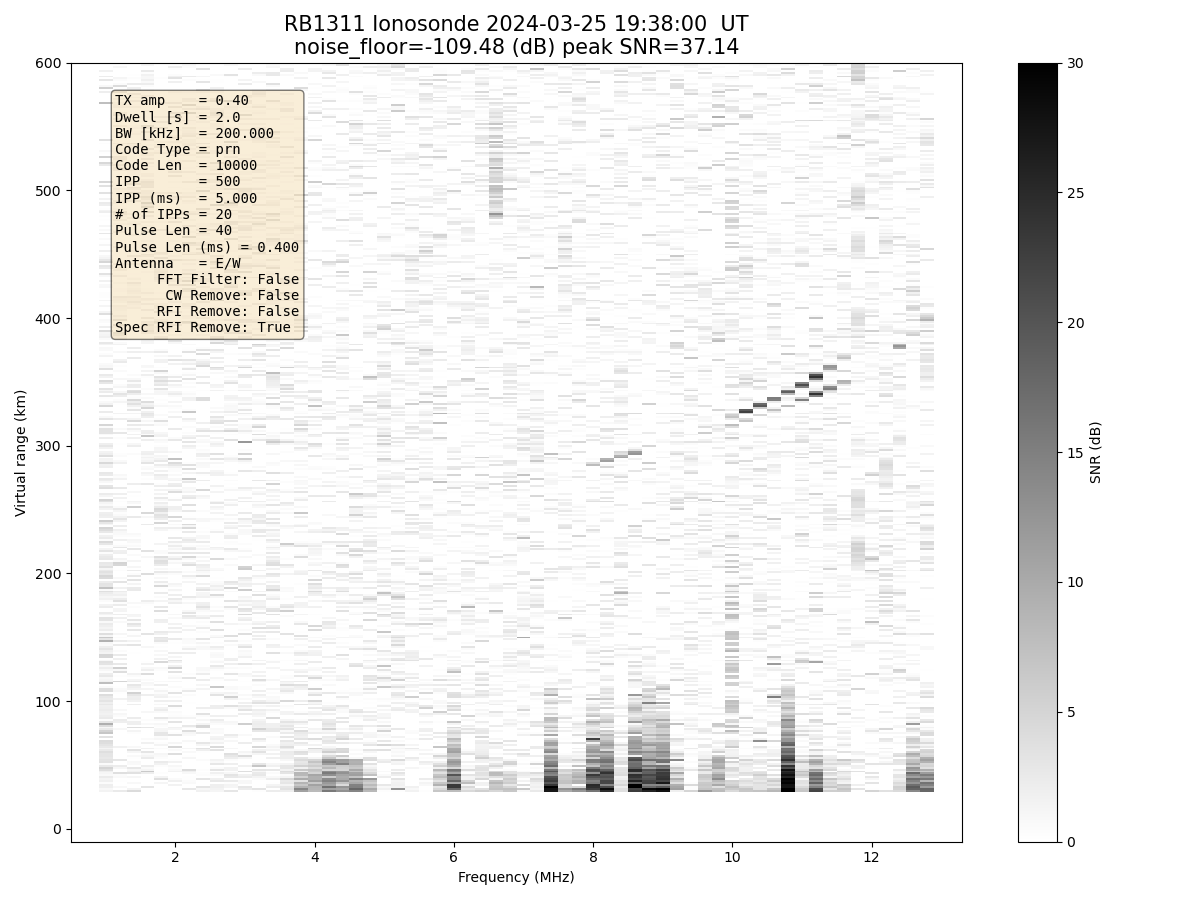 RB1311 Ionosonde 2024-03-25 19:38:00  UT
noise_floor=-109.48 (dB) peak SNR=37.14
600
500
400
300
200
100
0
Virtual range (km)
TX amp    = 0.40
Dwell [s] = 2.0
BW [kHz]  = 200.000
Code Type = prn
Code Len  = 10000
IPP       = 500
IPP (ms)  = 5.000
# of IPPs = 20
Pulse Len = 40
Pulse Len (ms) = 0.400
Antenna   = E/W
FFT Filter: False
CW Remove: False
RFI Remove: False
Spec RFI Remove: True
2 4 6 8 10 12
Frequency (MHz)
30
25
20
15
10
5
0
SNR (dB)